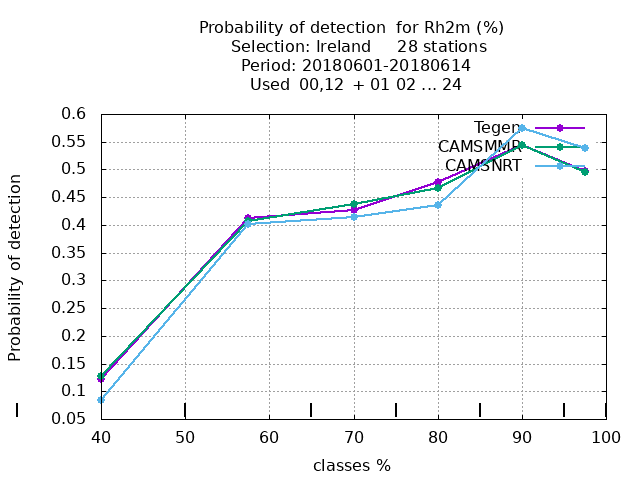 Probability of detection  for Rh2m (%)
Selection: Ireland     28 stations
Period: 20180601-20180614
Used  00,12  + 01 02 ... 24
0.6
0.55
0.5
0.45
0.4
0.35
0.3
0.25
0.2
0.15
0.1
0.05
Probability of detection
Tegen
CAMSMMR
CAMSNRT
40 50 60 70 80 90 100
classes %